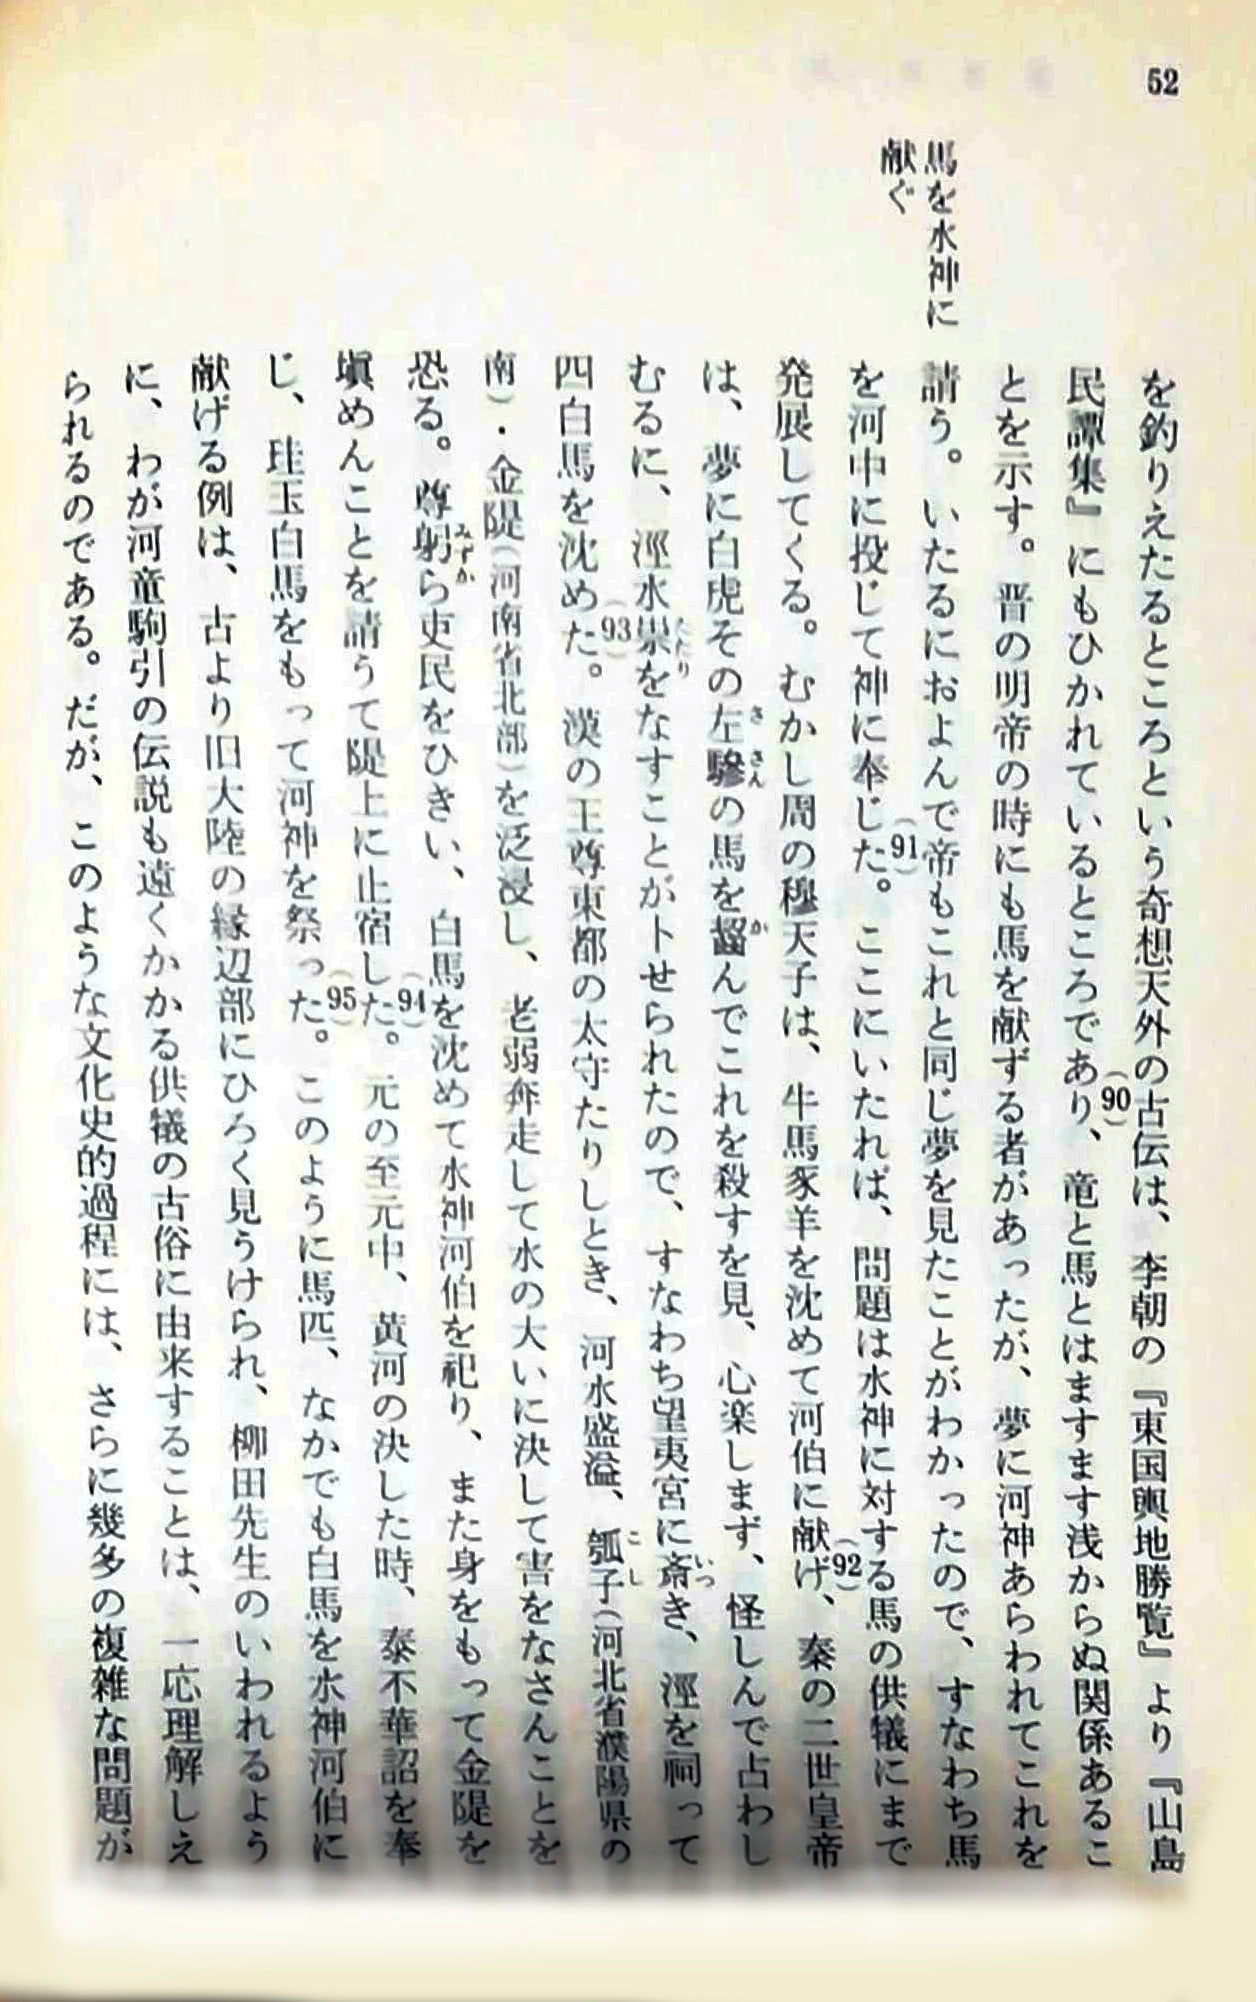 52
馬を水神に
献ぐ
を釣りえたるところという奇想天外の古伝は、李朝の『東国輿地勝覧』より『山島
民譚集』にもひかれているところであり、(90)竜と馬とはますます浅からぬ関係あるこ
とを示す。晋の明帝の時にも馬を献ずる者があったが、夢に河神あらわれてこれを
請う。いたるにおよんで帝もこれと同じ夢を見たことがわかったので、すなわち馬
を河中に投じて神に奉じた。(91)ここにいたれば、問題は水神に対する馬の供犠にまで
発展してくる。むかし周の穆天子は、牛馬豕羊を沈めて河伯に献げ、(92)秦の二世皇帝
は、夢に白虎その左驂の馬を齧んでこれを殺すを見、心楽しまず、怪しんで占わし
むるに、涇水祟をなすことが卜せられたので、すなわち望夷宮に斎き、涇を祠って
四白馬を沈めた。(93)漢の王尊東都の太守たりしとき、河水盛溢、瓠子(河北省濮陽県の
南)・金隄(河南省北部)を泛浸し、老弱奔走して水の大いに決して害をなさんことを
恐る。尊躬ら吏民をひきい、白馬を沈めて水神河伯を祀り、また身をもって金隄を
塡めんことを請うて隄上に止宿した。(94)元の至元中、黄河の決した時、泰不華詔を奉
じ、珪玉白馬をもって河神を祭った。(95)このように馬匹、なかでも白馬を水神河伯に
献げる例は、古より旧大陸の縁辺部にひろく見うけられ、柳田先生のいわれるよう
に、わが河童駒引の伝説も遠くかかる供犠の古俗に由来することは、一応理解しえ
られるのである。だが、このような文化史的過程には、さらに幾多の複雑な問題が